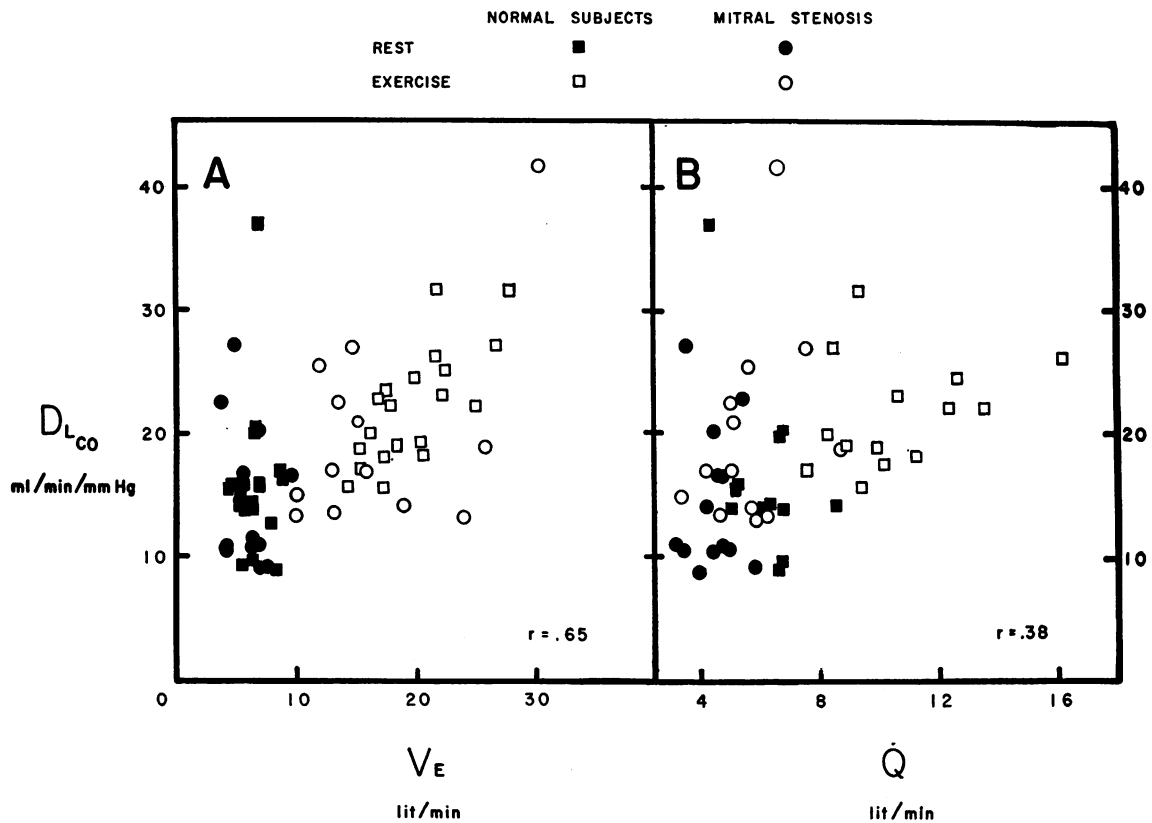 NORMAL SUBJECTS MITRAL STENOSIS
REST
EXERCISE
A
B
40
30
20
10
40
30
20
10
DLCO
ml/min/mm Hg
r = .65
r = .38
0 10 20 30
4 8 12 16
VE
lit/min
Q̇
lit/min